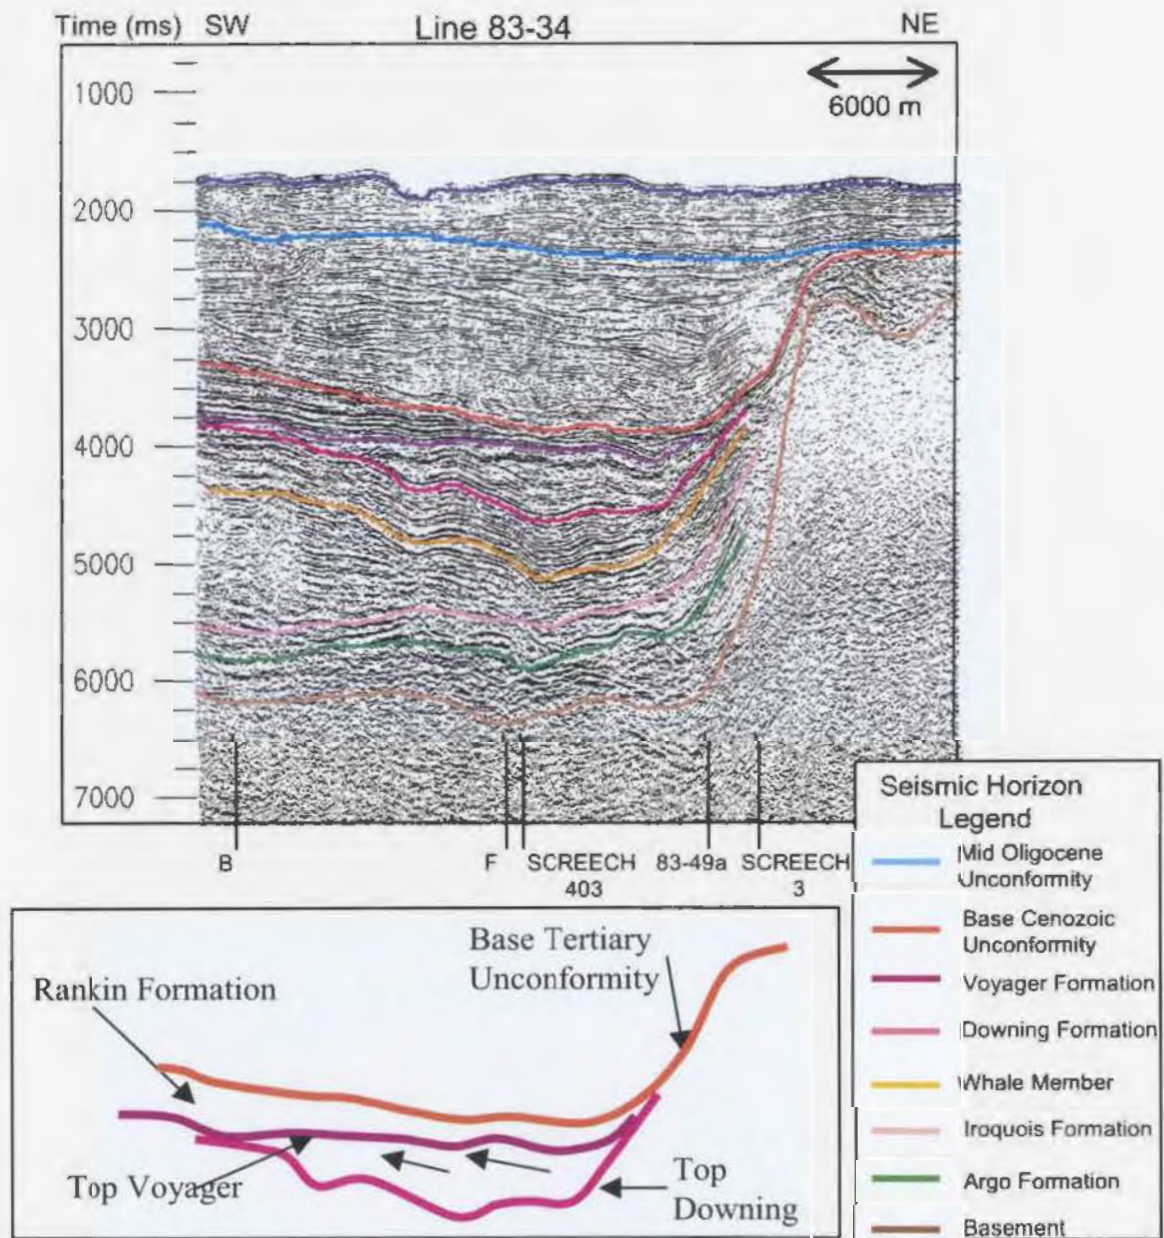 Time (ms) SW Line 83-34 NE
6000 m
1000
2000
3000
4000
5000
6000
7000
B F SCREECH 403 83-49a SCREECH 3
Seismic Horizon
Legend
Mid Oligocene
Unconformity
Base Cenozoic
Unconformity
Voyager Formation
Downing Formation
Whale Member
Iroquois Formation
Argo Formation
Basement
Rankin Formation
Base Tertiary
Unconformity
Top Voyager
Top
Downing